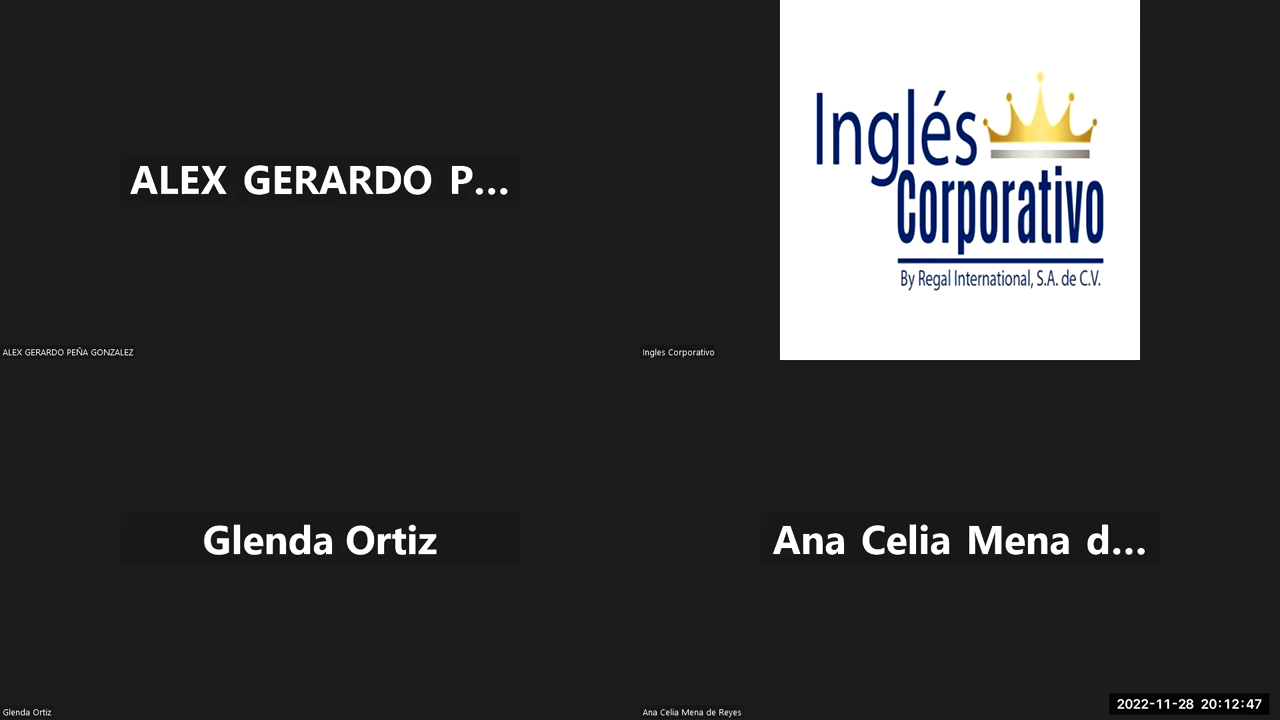 ALEX GERARDO P...
ALEX GERARDO PEÑA GONZALEZ
Inglés
Corporativo
By Regal International, S.A. de C.V.
Ingles Corporativo
Glenda Ortiz
Glenda Ortiz
Ana Celia Mena d...
Ana Celia Mena de Reyes
2022-11-28 20:12:47